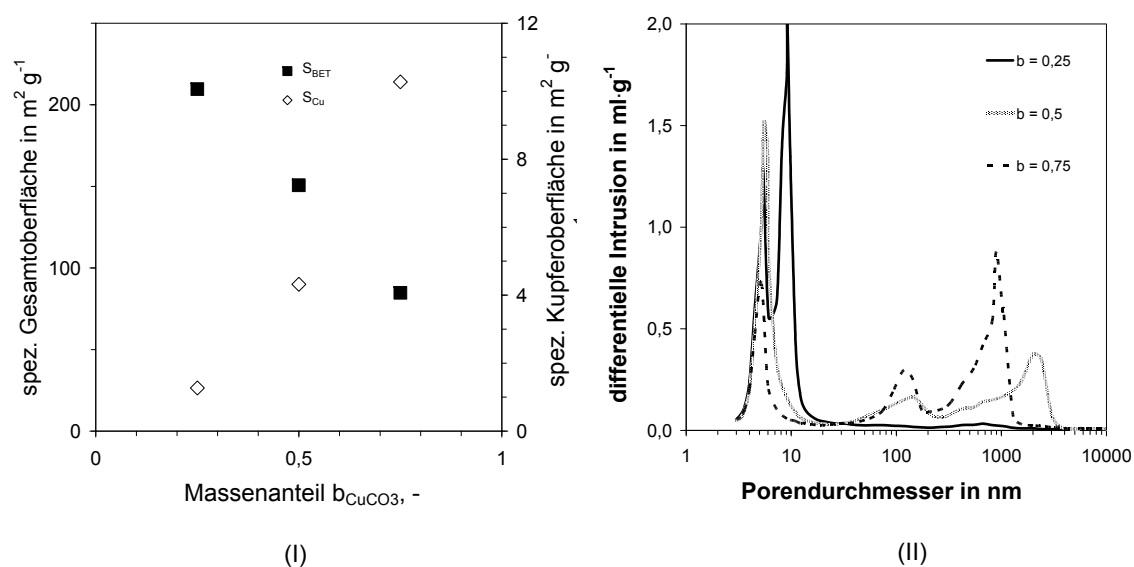 spez. Gesamtoberfläche in m² g⁻¹
200
100
0
S_BET
S_Cu
12
8
4
0
spez. Kupferoberfläche in m² g⁻
0
0,5
1
Massenanteil b_CuCO3, -
(I)
differentielle Intrusion in ml·g⁻¹
2,0
1,5
1,0
0,5
0,0
b = 0,25
b = 0,5
b = 0,75
1
10
100
1000
10000
Porendurchmesser in nm
(II)